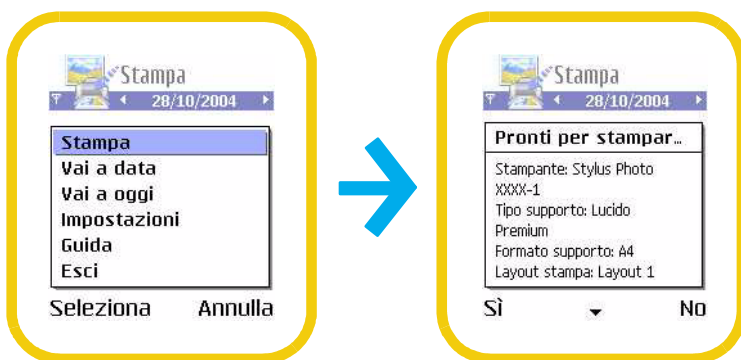 Stampa
28/10/2004
Stampa
Vai a data
Vai a oggi
Impostazioni
Guida
Esci
Seleziona Annulla
Stampa
28/10/2004
Pronti per stampar…
Stampante: Stylus Photo
XXXX-1
Tipo supporto: Lucido
Premium
Formato supporto: A4
Layout stampa: Layout 1
Sì No